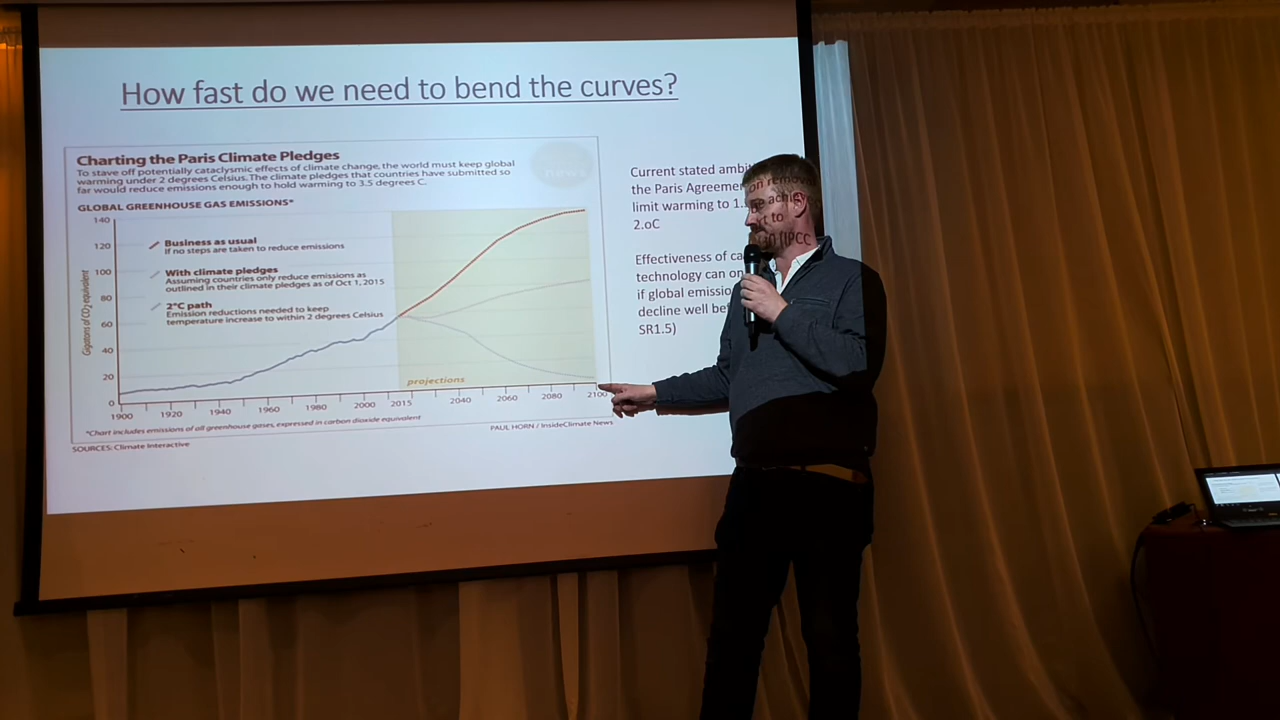 How fast do we need to bend the curves?
Charting the Paris Climate Pledges
To stave off potentially cataclysmic effects of climate change, the world must keep global
warming under 2 degrees Celsius. The climate pledges that countries have submitted so
far would reduce emissions enough to hold warming to 3.5 degrees C.
news
GLOBAL GREENHOUSE GAS EMISSIONS*
140
120
100
80
60
40
20
0
Gigatons of CO2 equivalent
Business as usual
If no steps are taken to reduce emissions
With climate pledges
Assuming countries only reduce emissions as
outlined in their climate pledges as of Oct 1, 2015
2°C path
Emission reductions needed to keep
temperature increase to within 2 degrees Celsius
projections
1900 1920 1940 1960 1980 2000 2015 2040 2060 2080 2100
*Chart includes emissions of all greenhouse gases, expressed in carbon dioxide equivalent
PAUL HORN / InsideClimate News
SOURCES: Climate Interactive
Current stated
the Paris
limit warming to
2.oC
Effectiveness of on removal
technology can on
if global to
decline well (IPCC
SR1.5)